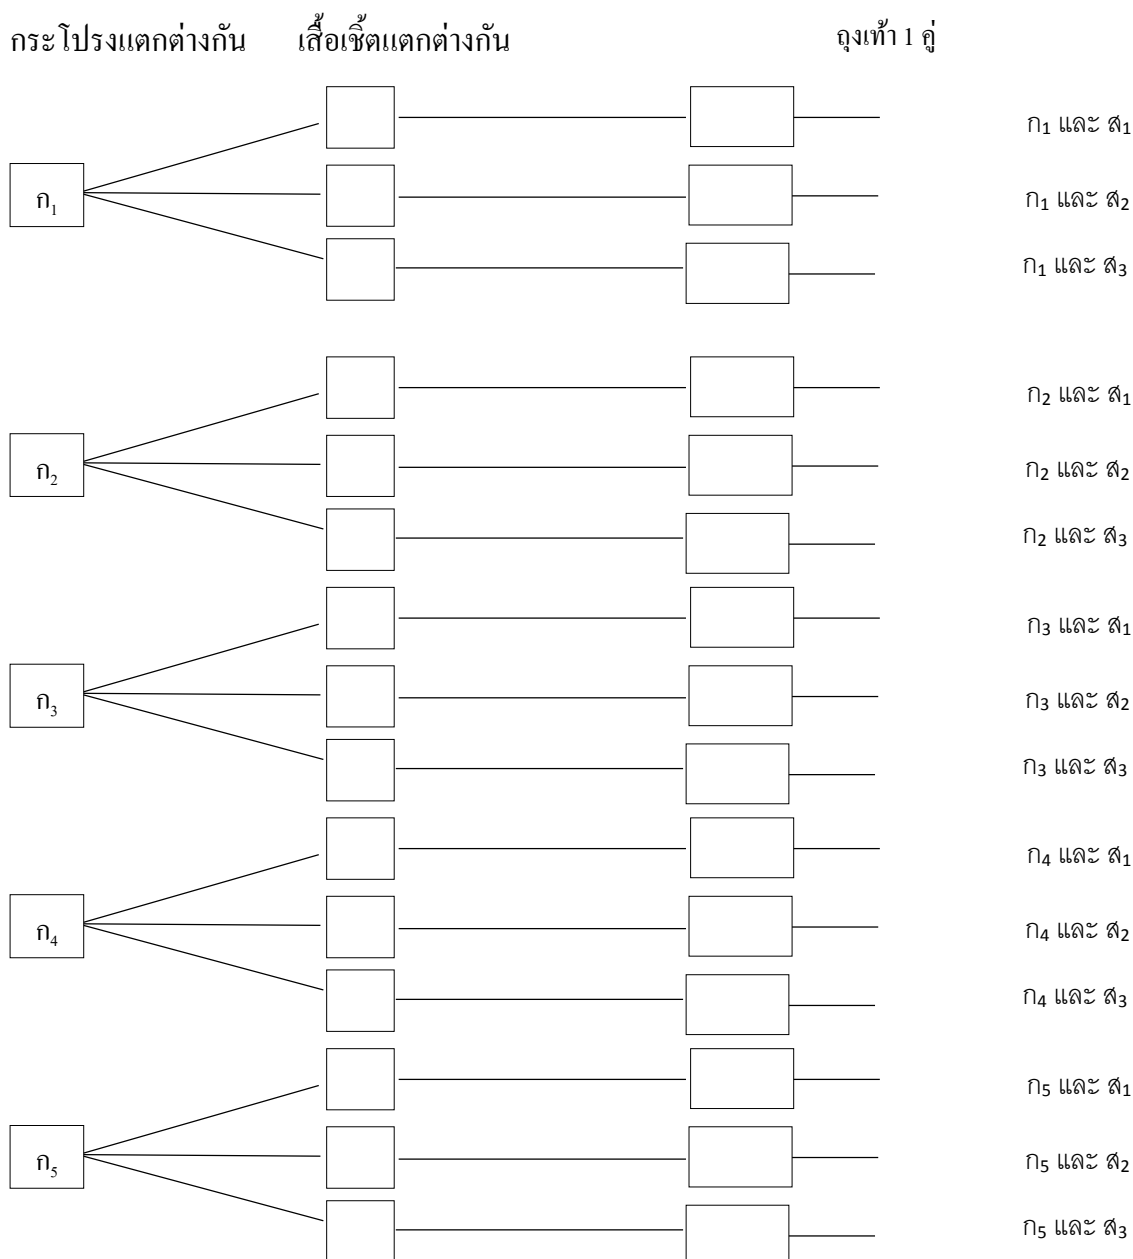 กระโปรงแตกต่างกัน เสื้อเชิ้ตแตกต่างกัน ถุงเท้า 1 คู่
ก₁ และ ส₁
ก₁
ก₁ และ ส₂
ก₁ และ ส₃
ก₂ และ ส₁
ก₂
ก₂ และ ส₂
ก₂ และ ส₃
ก₃ และ ส₁
ก₃
ก₃ และ ส₂
ก₃ และ ส₃
ก₄ และ ส₁
ก₄
ก₄ และ ส₂
ก₄ และ ส₃
ก₅ และ ส₁
ก₅
ก₅ และ ส₂
ก₅ และ ส₃